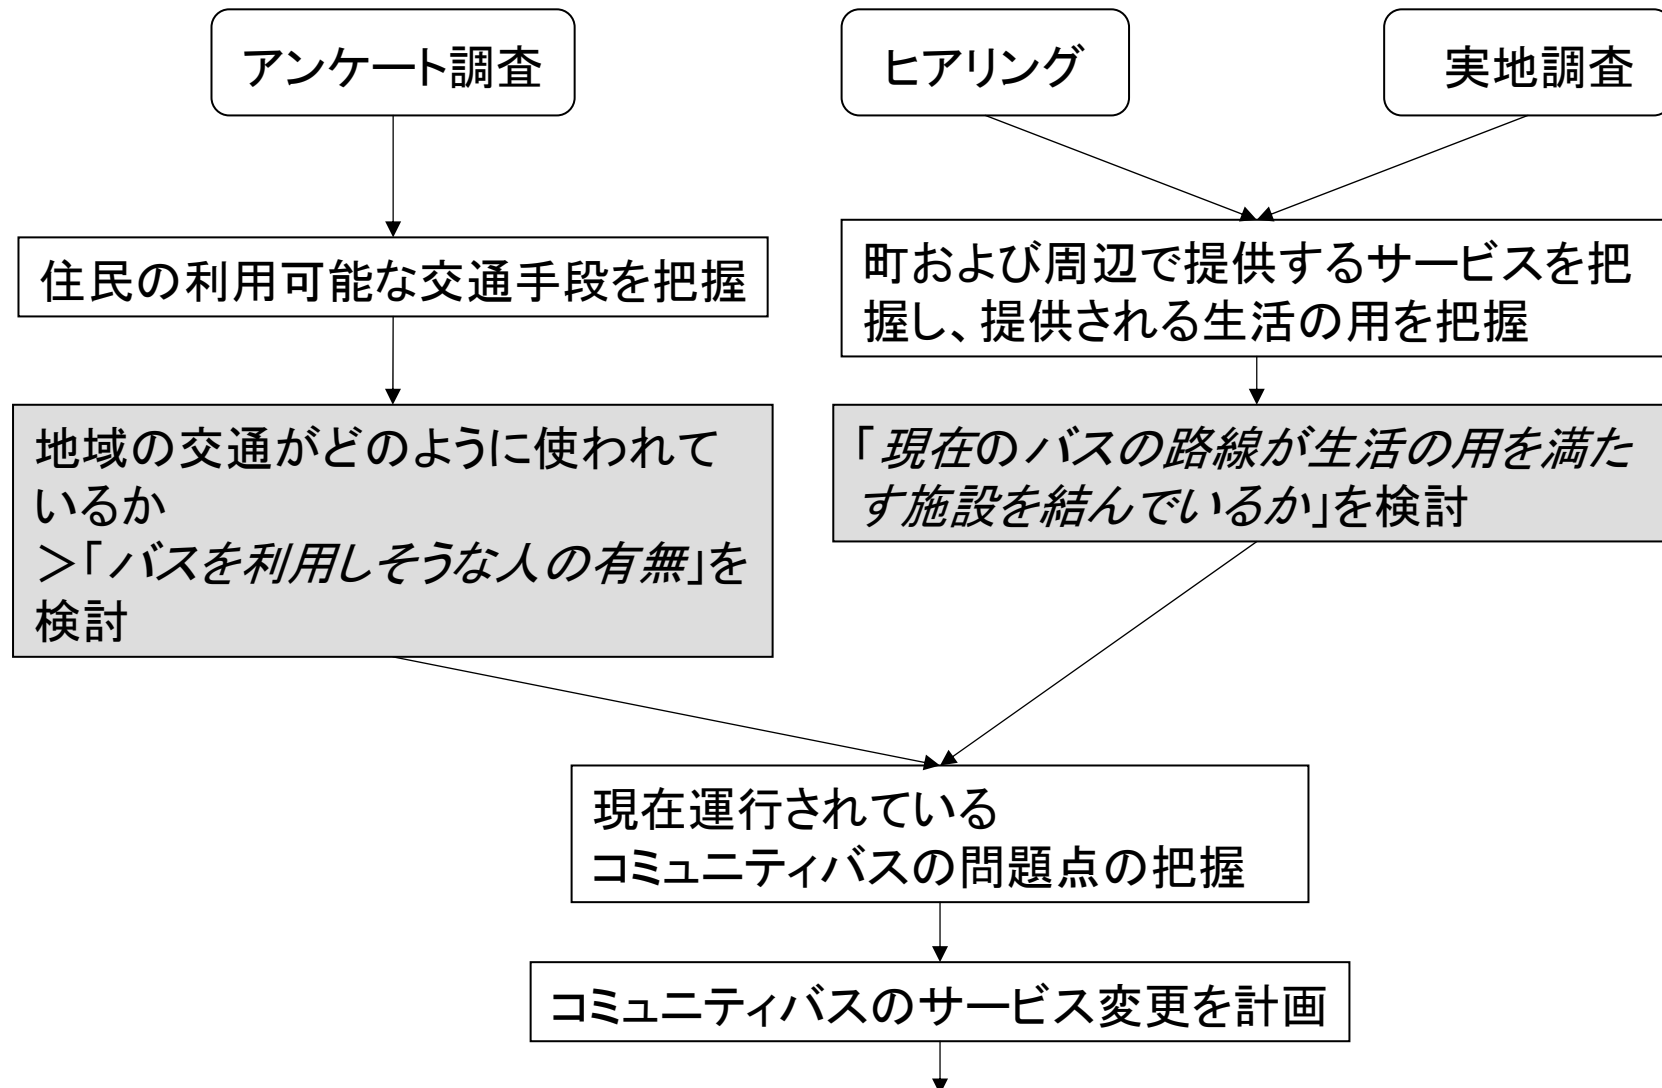 アンケート調査
ヒアリング
実地調査
住民の利用可能な交通手段を把握
町および周辺で提供するサービスを把
握し、提供される生活の用を把握
地域の交通がどのように使われて
いるか
＞「バスを利用しそうな人の有無」を
検討
「現在のバスの路線が生活の用を満た
す施設を結んでいるか」を検討
現在運行されている
コミュニティバスの問題点の把握
コミュニティバスのサービス変更を計画